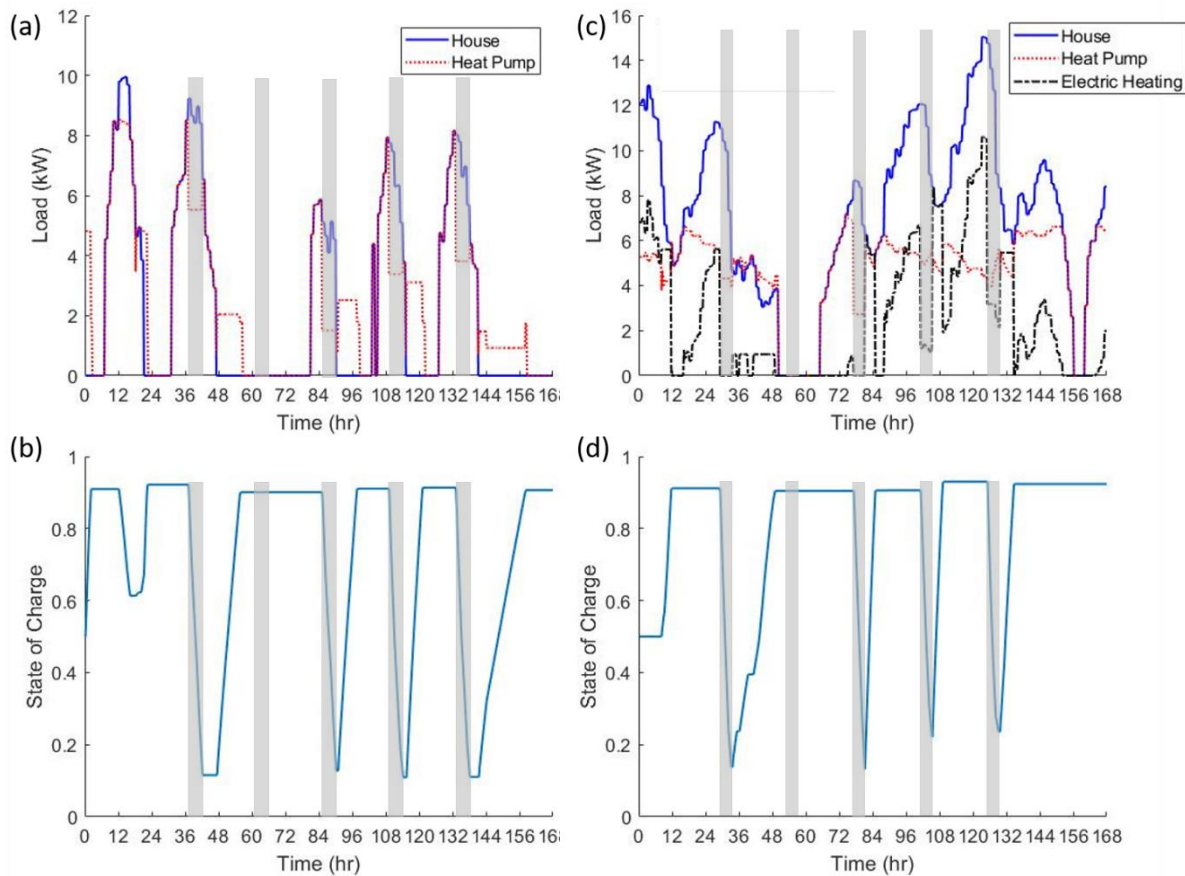 (a)
12
10
8
6
4
2
0
Load (kW)
House
Heat Pump
0 12 24 36 48 60 72 84 96 108 120 132 144 156 168
Time (hr)
(c)
16
14
12
10
8
6
4
2
0
Load (kW)
House
Heat Pump
Electric Heating
0 12 24 36 48 60 72 84 96 108 120 132 144 156 168
Time (hr)
(b)
1
0.8
0.6
0.4
0.2
0
State of Charge
0 12 24 36 48 60 72 84 96 108 120 132 144 156 168
Time (hr)
(d)
1
0.8
0.6
0.4
0.2
0
State of Charge
0 12 24 36 48 60 72 84 96 108 120 132 144 156 168
Time (hr)